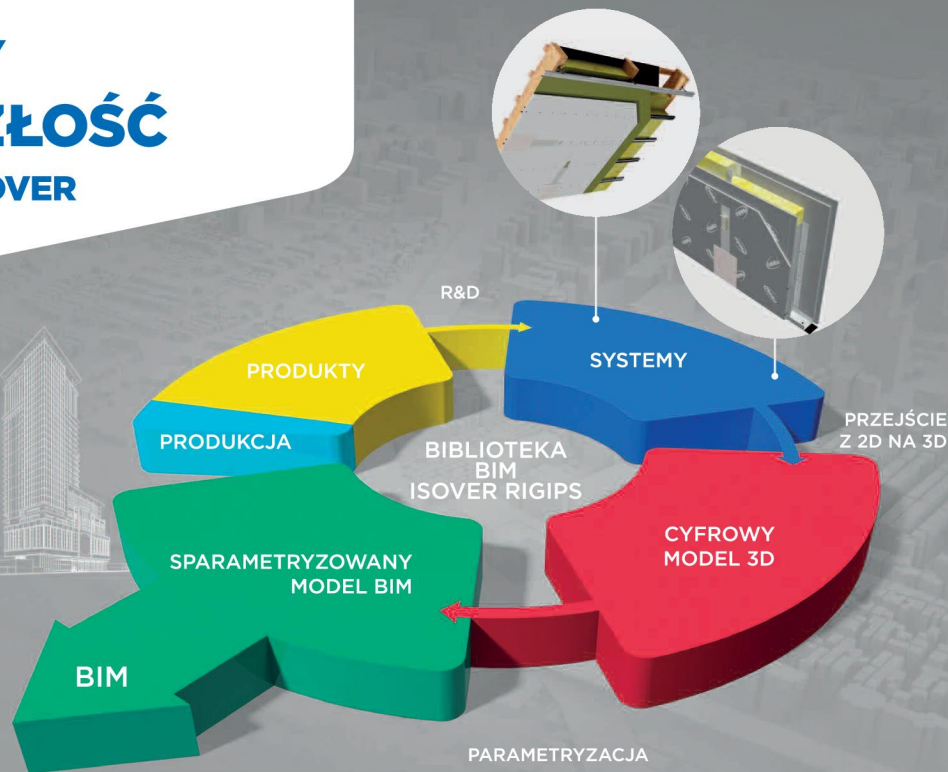 ZŁOŚĆ
OVER
R&D
PRODUKTY
SYSTEMY
PRODUKCJA
PRZEJŚCIE
Z 2D NA 3D
BIBLIOTEKA
BIM
ISOVER RIGIPS
CYFROWY
MODEL 3D
SPARAMETRYZOWANY
MODEL BIM
BIM
PARAMETRYZACJA